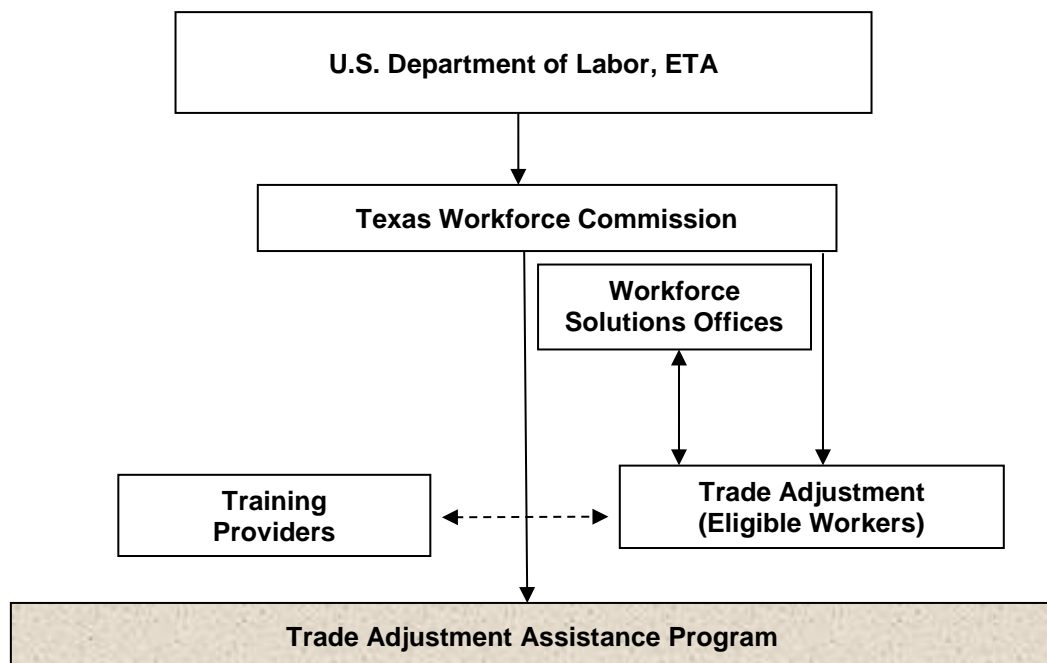 U.S. Department of Labor, ETA
Texas Workforce Commission
Workforce
Solutions Offices
Training
Providers
Trade Adjustment
(Eligible Workers)
Trade Adjustment Assistance Program